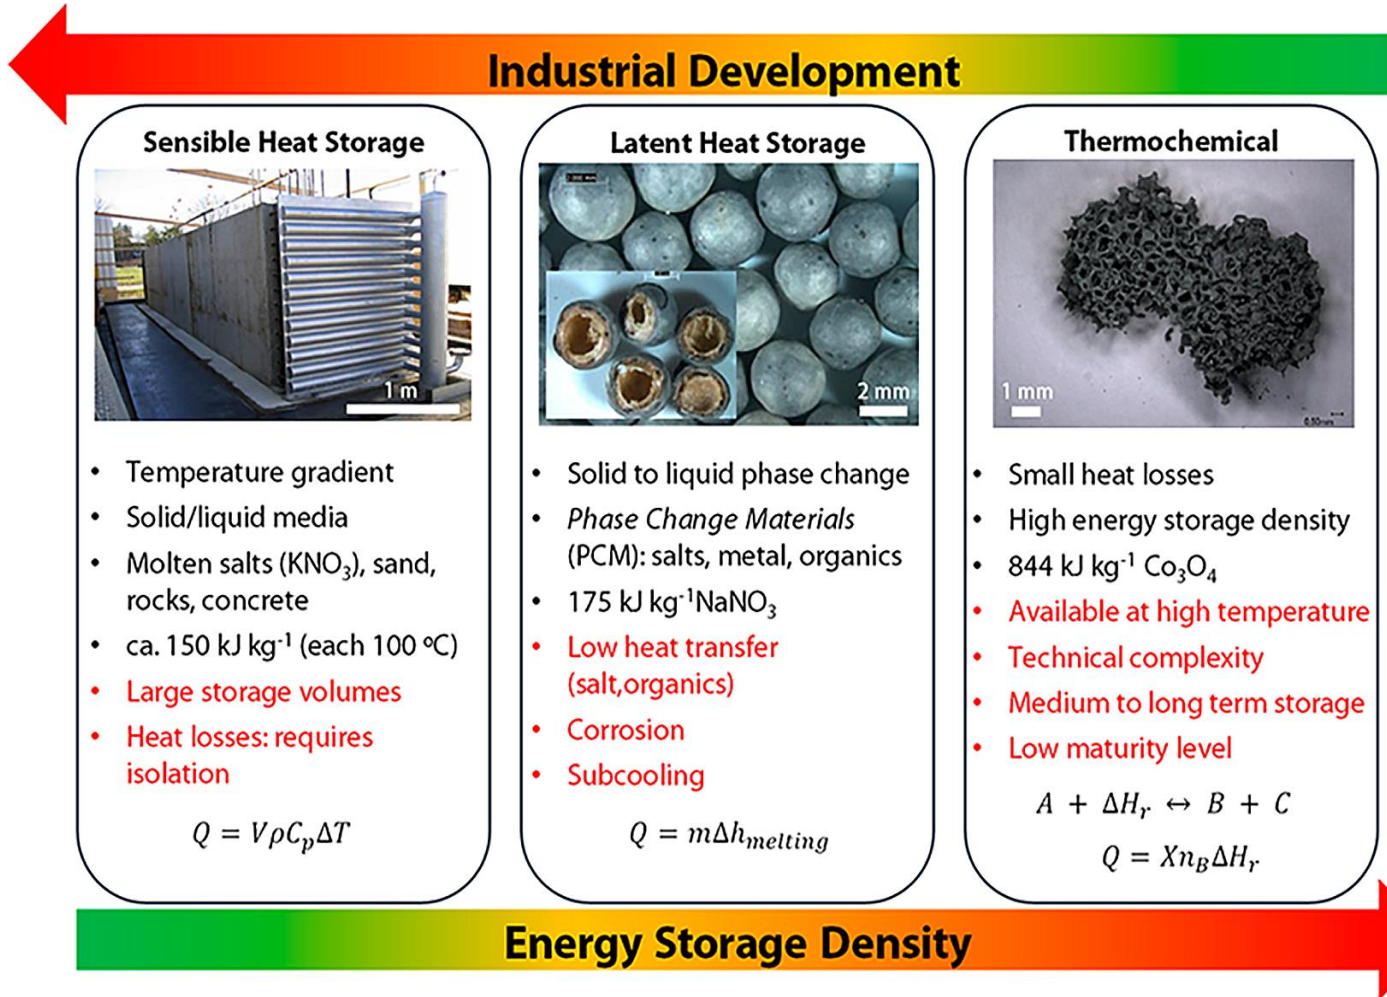 Industrial Development
Sensible Heat Storage
1 m
• Temperature gradient
• Solid/liquid media
• Molten salts (KNO₃), sand,
rocks, concrete
• ca. 150 kJ kg⁻¹ (each 100 ºC)
• Large storage volumes
• Heat losses: requires
isolation
Q = VρCₚΔT
Latent Heat Storage
2 mm
• Solid to liquid phase change
• Phase Change Materials
(PCM): salts, metal, organics
• 175 kJ kg⁻¹NaNO₃
• Low heat transfer
(salt,organics)
• Corrosion
• Subcooling
Q = mΔh_melting
Thermochemical
1 mm
0.50mm
• Small heat losses
• High energy storage density
• 844 kJ kg⁻¹ Co₃O₄
• Available at high temperature
• Technical complexity
• Medium to long term storage
• Low maturity level
A + ΔHᵣ ↔ B + C
Q = Xn_BΔHᵣ
Energy Storage Density